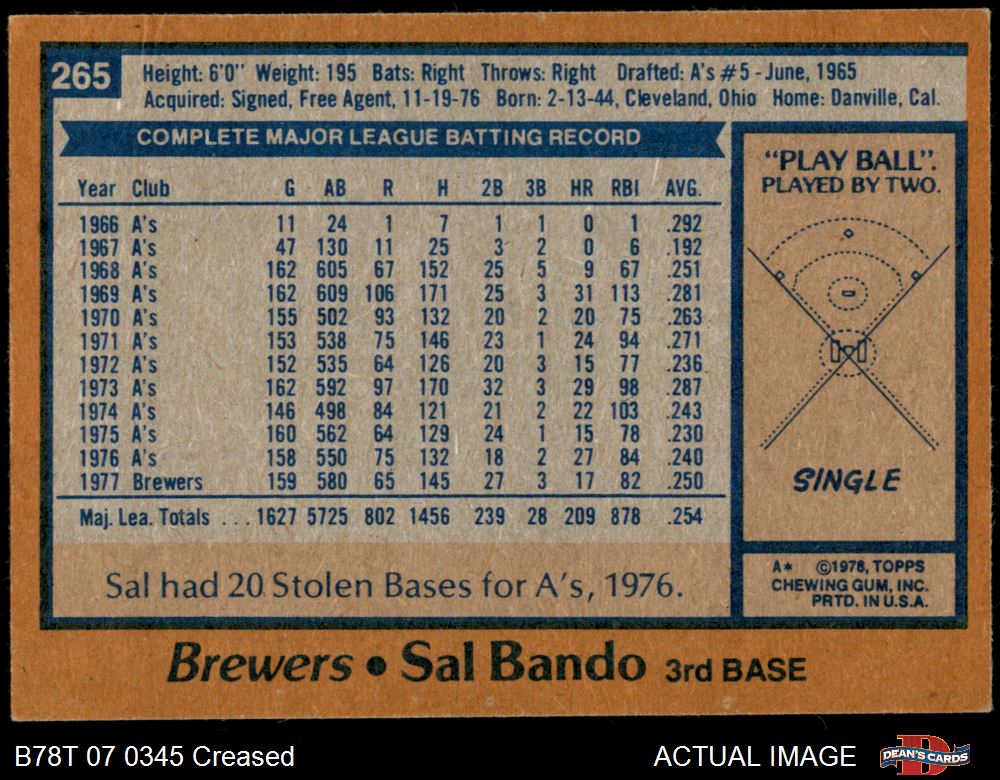 265
Height: 6'0" Weight: 195 Bats: Right Throws: Right Drafted: A's #5 - June, 1965
Acquired: Signed, Free Agent, 11-19-76 Born: 2-13-44, Cleveland, Ohio Home: Danville, Cal.
COMPLETE MAJOR LEAGUE BATTING RECORD
Year Club G AB R H 2B 3B HR RBI AVG.
1966 A's 11 24 1 7 1 1 0 1 .292
1967 A's 47 130 11 25 3 2 0 6 .192
1968 A's 162 605 67 152 25 5 9 67 .251
1969 A's 162 609 106 171 25 3 31 113 .281
1970 A's 155 502 93 132 20 2 20 75 .263
1971 A's 153 538 75 146 23 1 24 94 .271
1972 A's 152 535 64 126 20 3 15 77 .236
1973 A's 162 592 97 170 32 3 29 98 .287
1974 A's 146 498 84 121 21 2 22 103 .243
1975 A's 160 562 64 129 24 1 15 78 .230
1976 A's 158 550 75 132 18 2 27 84 .240
1977 Brewers 159 580 65 145 27 3 17 82 .250
Maj. Lea. Totals ... 1627 5725 802 1456 239 28 209 878 .254
Sal had 20 Stolen Bases for A's, 1976.
"PLAY BALL".
PLAYED BY TWO.
SINGLE
A* ©1978, TOPPS
CHEWING GUM, INC.
PRTD. IN U.S.A.
Brewers • Sal Bando 3rd BASE
B78T 07 0345 Creased
ACTUAL IMAGE
D
DEAN'S CARDS